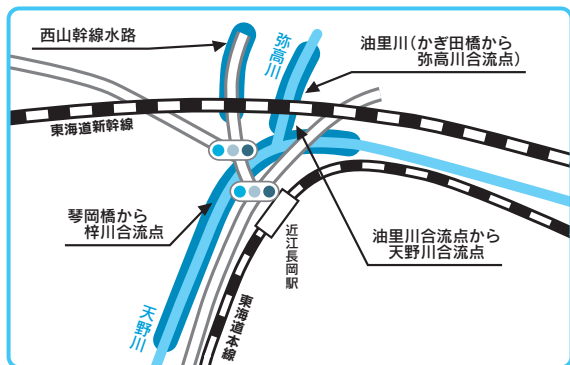 西山幹線水路
弥高川
油里川（かぎ田橋から
弥高川合流点）
東海道新幹線
琴岡橋から
梓川合流点
近江長岡駅
油里川合流点から
天野川合流点
天野川
東海道本線